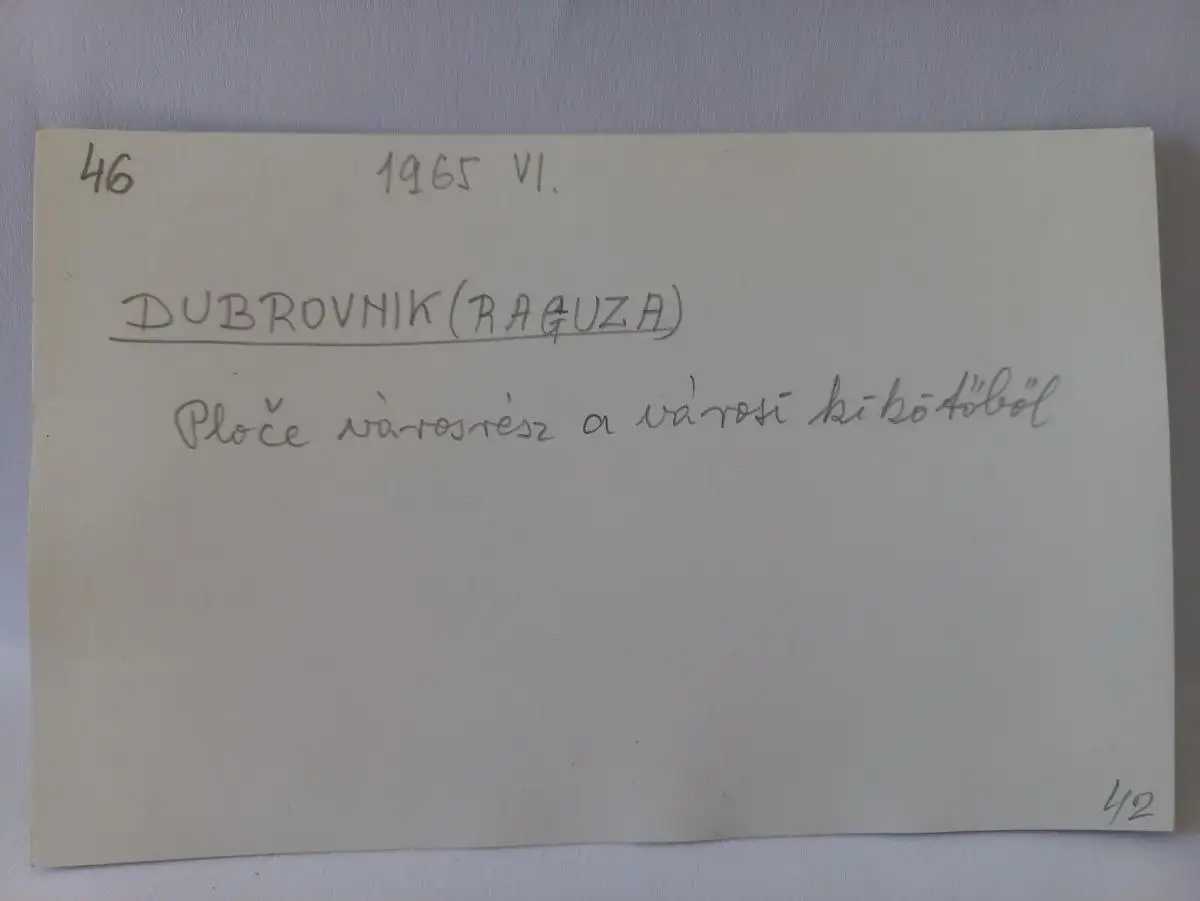 46 1965 VI.
DUBROVNIK (RAGUZA)
Ploče városrész a városi kikötőből
42